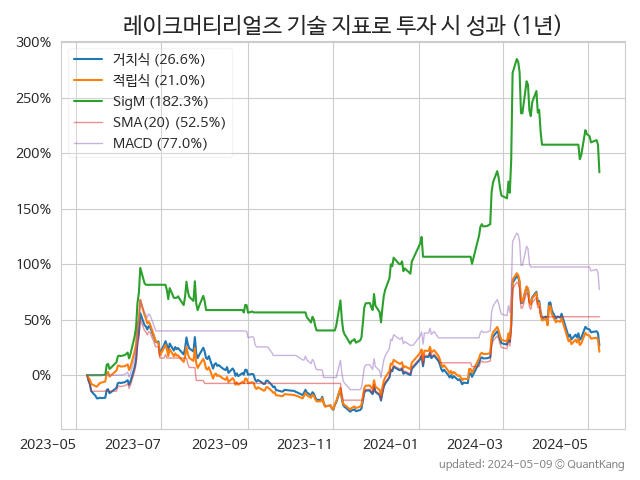 레이크머티리얼즈 기술 지표로 투자 시 성과 (1년)
300%
250%
200%
150%
100%
50%
0%
거치식 (26.6%)
적립식 (21.0%)
SigM (182.3%)
SMA(20) (52.5%)
MACD (77.0%)
2023-05 2023-07 2023-09 2023-11 2024-01 2024-03 2024-05
updated: 2024-05-09 © QuantKang